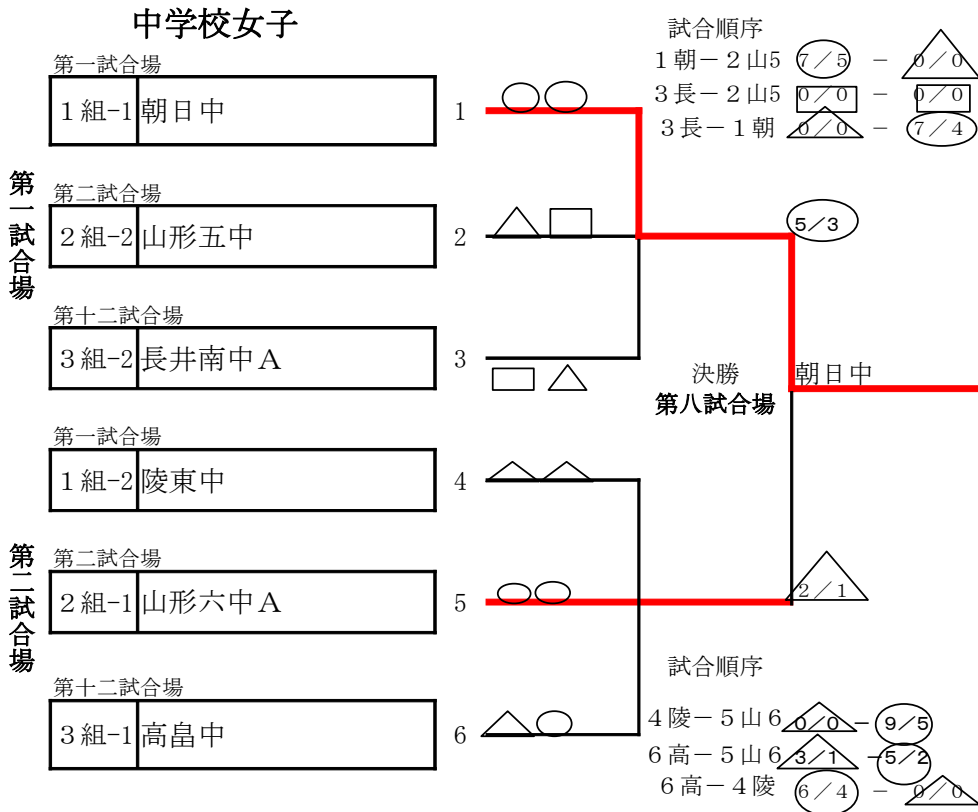 中学校女子
試合順序
1朝－2山5 7/5 － 0/0
3長－2山5 0/0 － 0/0
3長－1朝 0/0 － 7/4
第一試合場
第一試合場
1組-1 朝日中 1
第二試合場
2組-2 山形五中 2
5/3
第十二試合場
3組-2 長井南中A 3
決勝 朝日中
第八試合場
第二試合場
第一試合場
1組-2 陵東中 4
第二試合場
2組-1 山形六中A 5
2/1
第十二試合場
3組-1 高畠中 6
試合順序
4陵－5山6 0/0 － 9/5
6高－5山6 3/1 － 5/2
6高－4陵 6/4 － 0/0